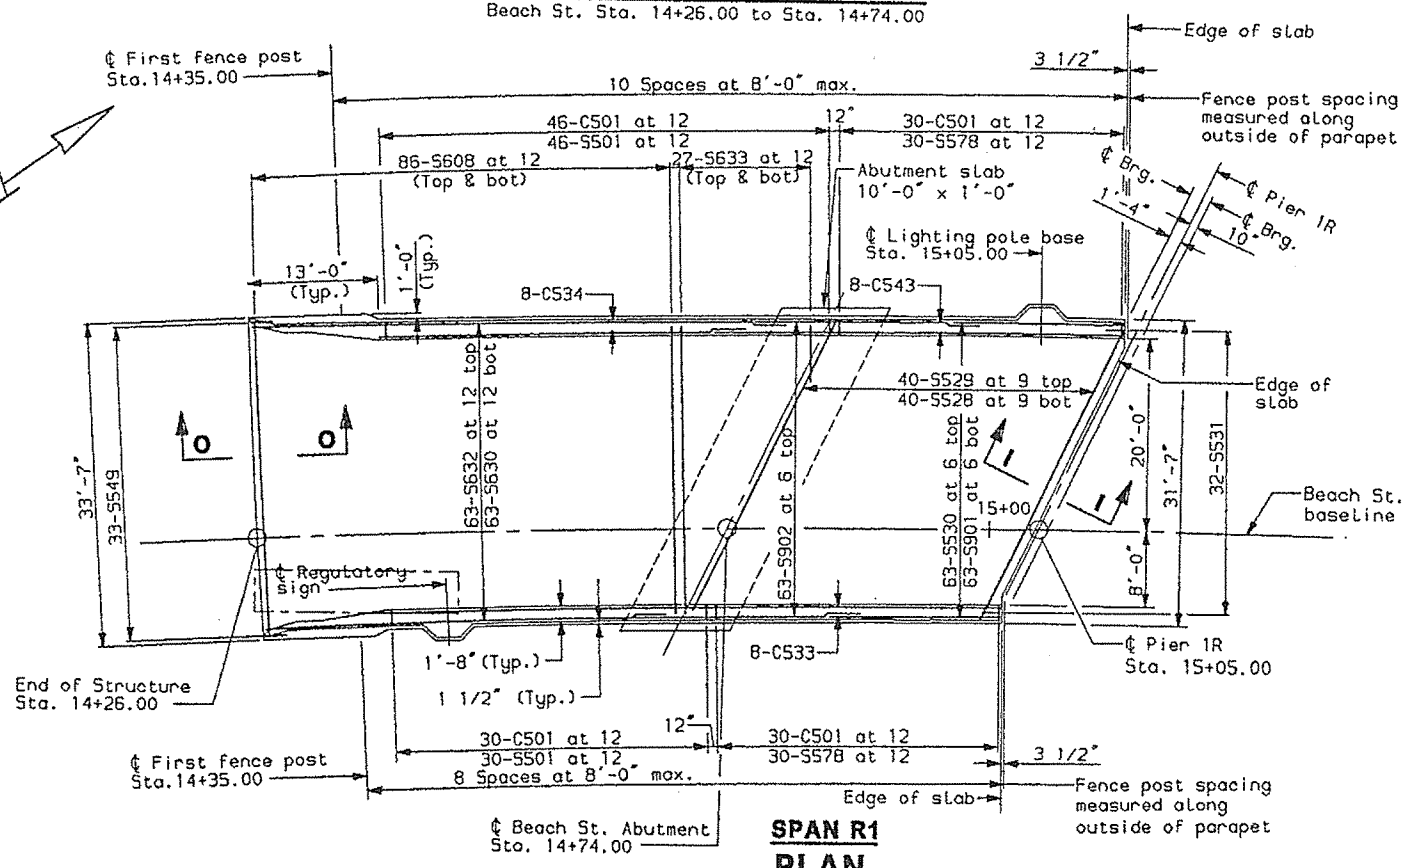 Beach St. Sta. 14+26.00 to Sta. 14+74.00
Edge of slab
℄ First fence post
Sta.14+35.00
3 1/2"
10 Spaces at 8'-0" max.
Fence post spacing
measured along
outside of parapet
46-C501 at 12
46-S501 at 12
12"
30-C501 at 12
30-S578 at 12
86-S608 at 12
(Top & bot)
27-S633 at 12
(Top & bot)
Abutment slab
10'-0" x 1'-0"
℄ Brg.
℄ Pier 1R
1'-4"
℄ Brg.
10"
℄ Lighting pole base
Sta. 15+05.00
13'-0"
(Typ.)
1'-0"
(Typ.)
8-C534
8-C543
40-S529 at 9 top
40-S528 at 9 bot
Edge of
slab
33'-7"
33-S549
O
O
63-S632 at 12 top
63-S630 at 12 bot
63-S902 at 6 top
63-S530 at 6 top
63-S901 at 6 bot
I
I
15+00
20'-0"
8'-0"
31'-7"
32-S531
Beach St.
baseline
℄ Regulatory
sign
1'-8" (Typ.)
1 1/2" (Typ.)
8-C533
℄ Pier 1R
Sta. 15+05.00
End of Structure
Sta. 14+26.00
12"
30-C501 at 12
30-S501 at 12
30-C501 at 12
30-S578 at 12
3 1/2"
℄ First fence post
Sta.14+35.00
8 Spaces at 8'-0" max.
Edge of slab
Fence post spacing
measured along
outside of parapet
℄ Beach St. Abutment
Sta. 14+74.00
SPAN R1
PLAN